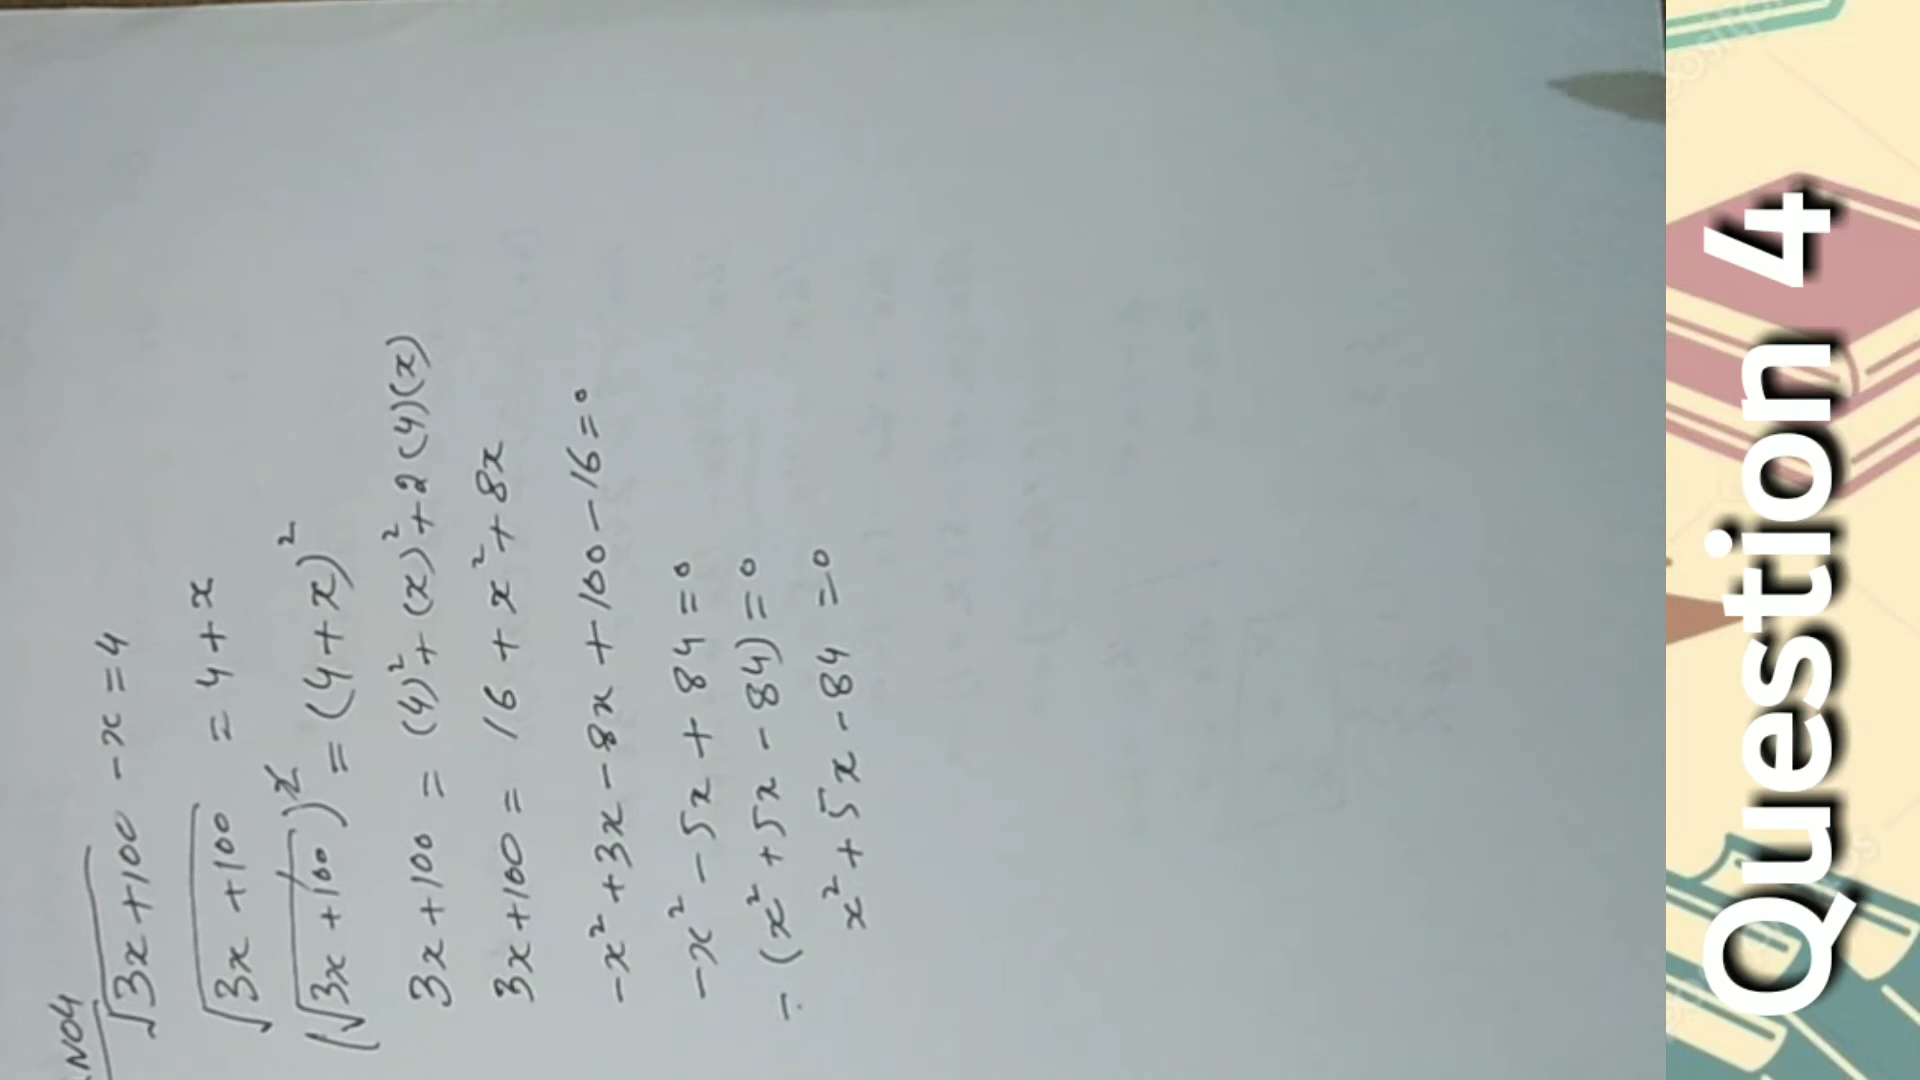 NO4
√3x+100 - x = 4
√3x+100 = 4+x
(√3x+100)² = (4+x)²
3x+100 = (4)²+(x)²+2(4)(x)
3x+100 = 16+x²+8x
-x²+3x-8x+100-16=0
-x²-5x+84=0
-(x²+5x-84)=0
x²+5x-84=0
Question 4